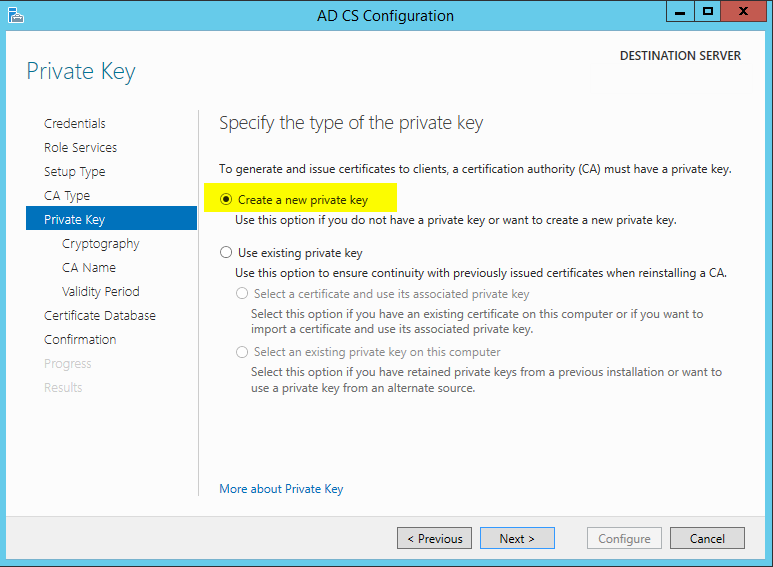 AD CS Configuration
Private Key
DESTINATION SERVER
Credentials
Role Services
Setup Type
CA Type
Private Key
Cryptography
CA Name
Validity Period
Certificate Database
Confirmation
Progress
Results
Specify the type of the private key
To generate and issue certificates to clients, a certification authority (CA) must have a private key.
Create a new private key
Use this option if you do not have a private key or want to create a new private key.
Use existing private key
Use this option to ensure continuity with previously issued certificates when reinstalling a CA.
Select a certificate and use its associated private key
Select this option if you have an existing certificate on this computer or if you want to
import a certificate and use its associated private key.
Select an existing private key on this computer
Select this option if you have retained private keys from a previous installation or want to
use a private key from an alternate source.
More about Private Key
< Previous
Next >
Configure
Cancel